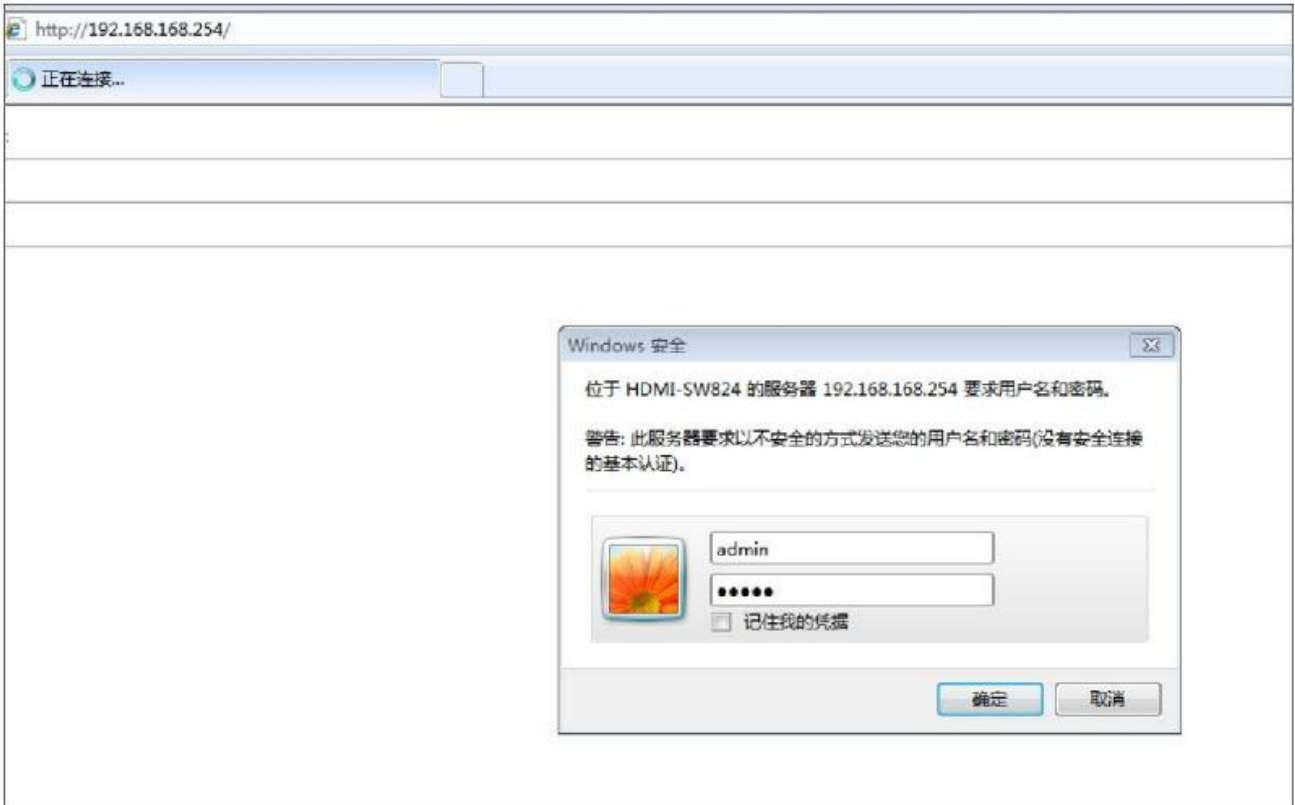 http://192.168.168.254/
正在连接...
:
Windows 安全
位于 HDMI-SW824 的服务器 192.168.168.254 要求用户名和密码。
警告: 此服务器要求以不安全的方式发送您的用户名和密码(没有安全连接
的基本认证)。
admin
●●●●●
记住我的凭据
确定
取消